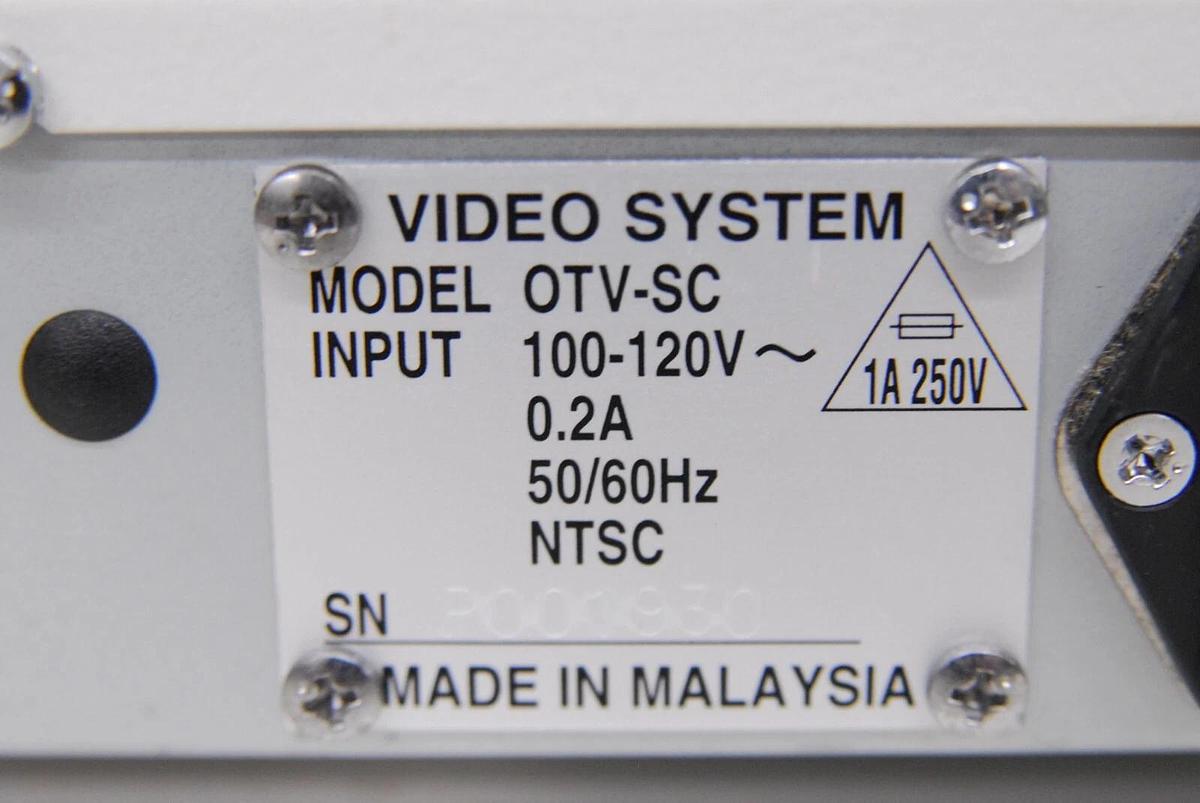 VIDEO SYSTEM
MODEL OTV-SC
INPUT 100-120V~
1A 250V
0.2A
50/60Hz
NTSC
SN
MADE IN MALAYSIA